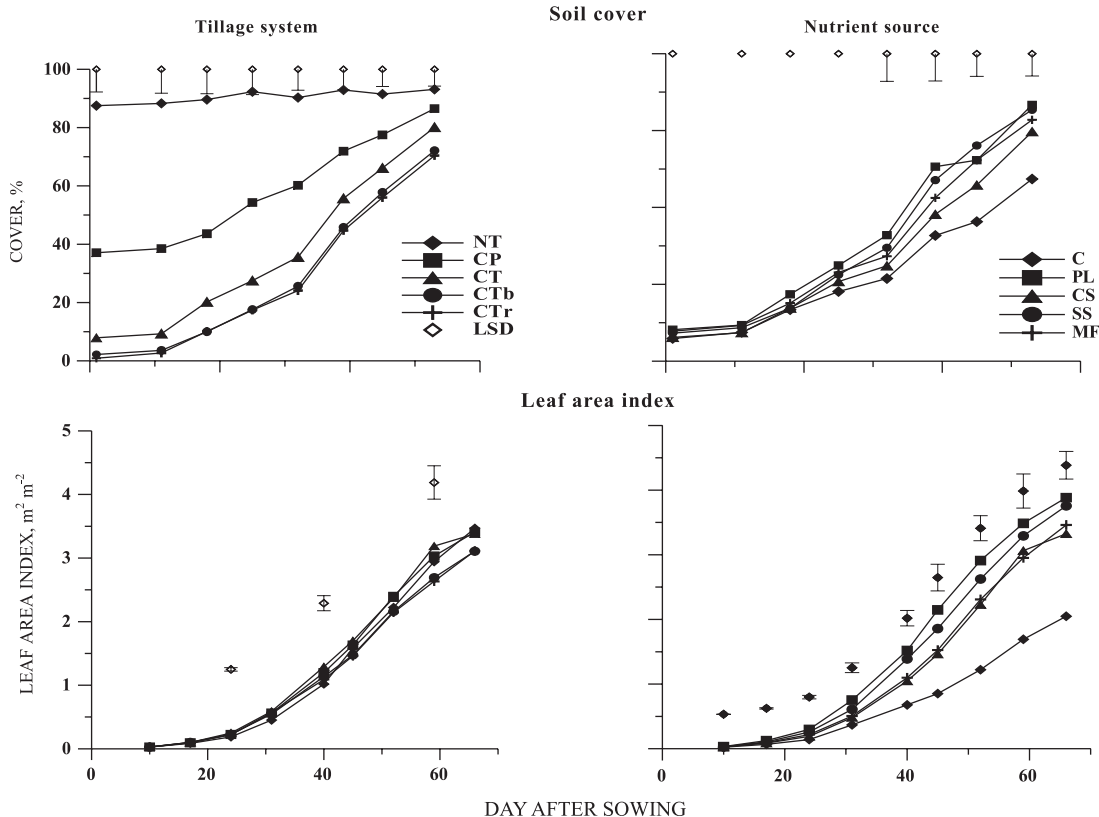 Soil cover
Tillage system
Nutrient source
100
80
60
40
20
0
COVER, %
NT
CP
CT
CTb
CTr
LSD
C
PL
CS
SS
MF
Leaf area index
5
4
3
2
1
0
LEAF AREA INDEX, m² m⁻²
0 20 40 60
0 20 40 60
DAY AFTER SOWING